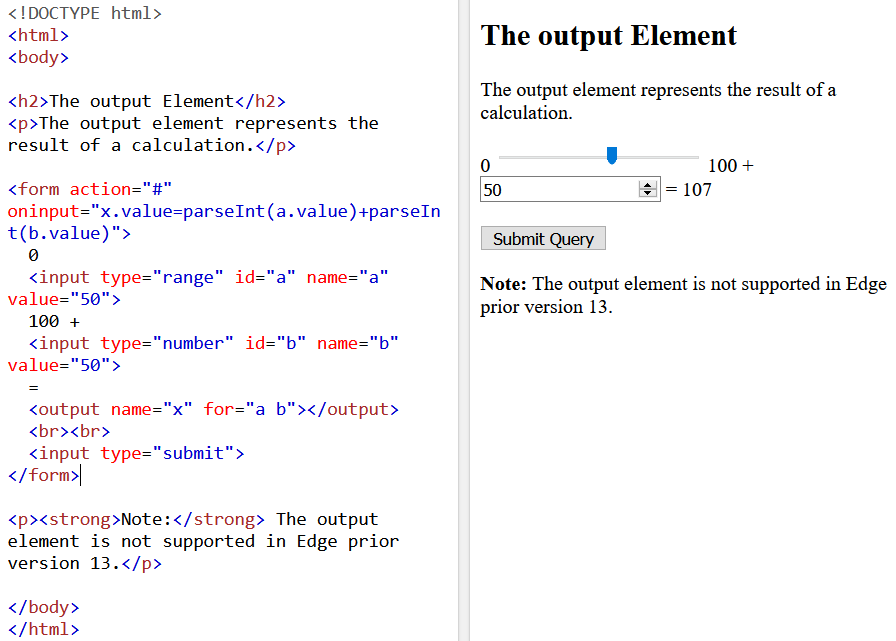 <!DOCTYPE html>
<html>
<body>
<h2>The output Element</h2>
<p>The output element represents the
result of a calculation.</p>
<form action="#"
oninput="x.value=parseInt(a.value)+parseIn
t(b.value)">
0
<input type="range" id="a" name="a"
value="50">
100 +
<input type="number" id="b" name="b"
value="50">
=
<output name="x" for="a b"></output>
<br><br>
<input type="submit">
</form>
<p><strong>Note:</strong> The output
element is not supported in Edge prior
version 13.</p>
</body>
</html>
The output Element
The output element represents the result of a
calculation.
0 100 +
50 = 107
Submit Query
Note: The output element is not supported in Edge
prior version 13.